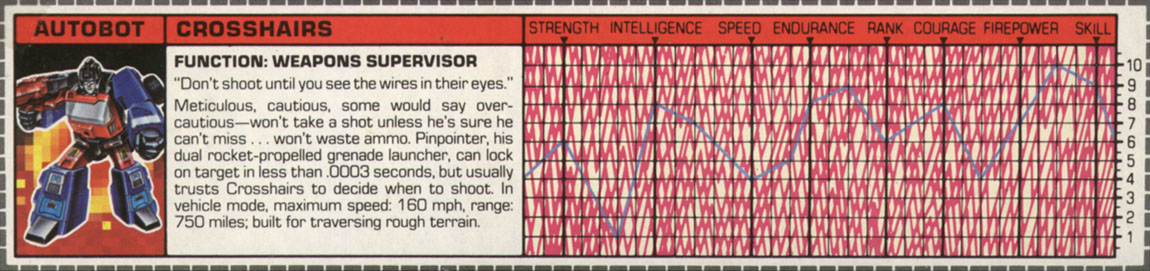 AUTOBOT
CROSSHAIRS
FUNCTION: WEAPONS SUPERVISOR
"Don't shoot until you see the wires in their eyes."
Meticulous, cautious, some would say over-
cautious—won't take a shot unless he's sure he
can't miss . . . won't waste ammo. Pinpointer, his
dual rocket-propelled grenade launcher, can lock
on target in less than .0003 seconds, but usually
trusts Crosshairs to decide when to shoot. In
vehicle mode, maximum speed: 160 mph, range:
750 miles; built for traversing rough terrain.
STRENGTH INTELLIGENCE SPEED ENDURANCE RANK COURAGE FIREPOWER SKILL
10
9
8
7
6
5
4
3
2
1